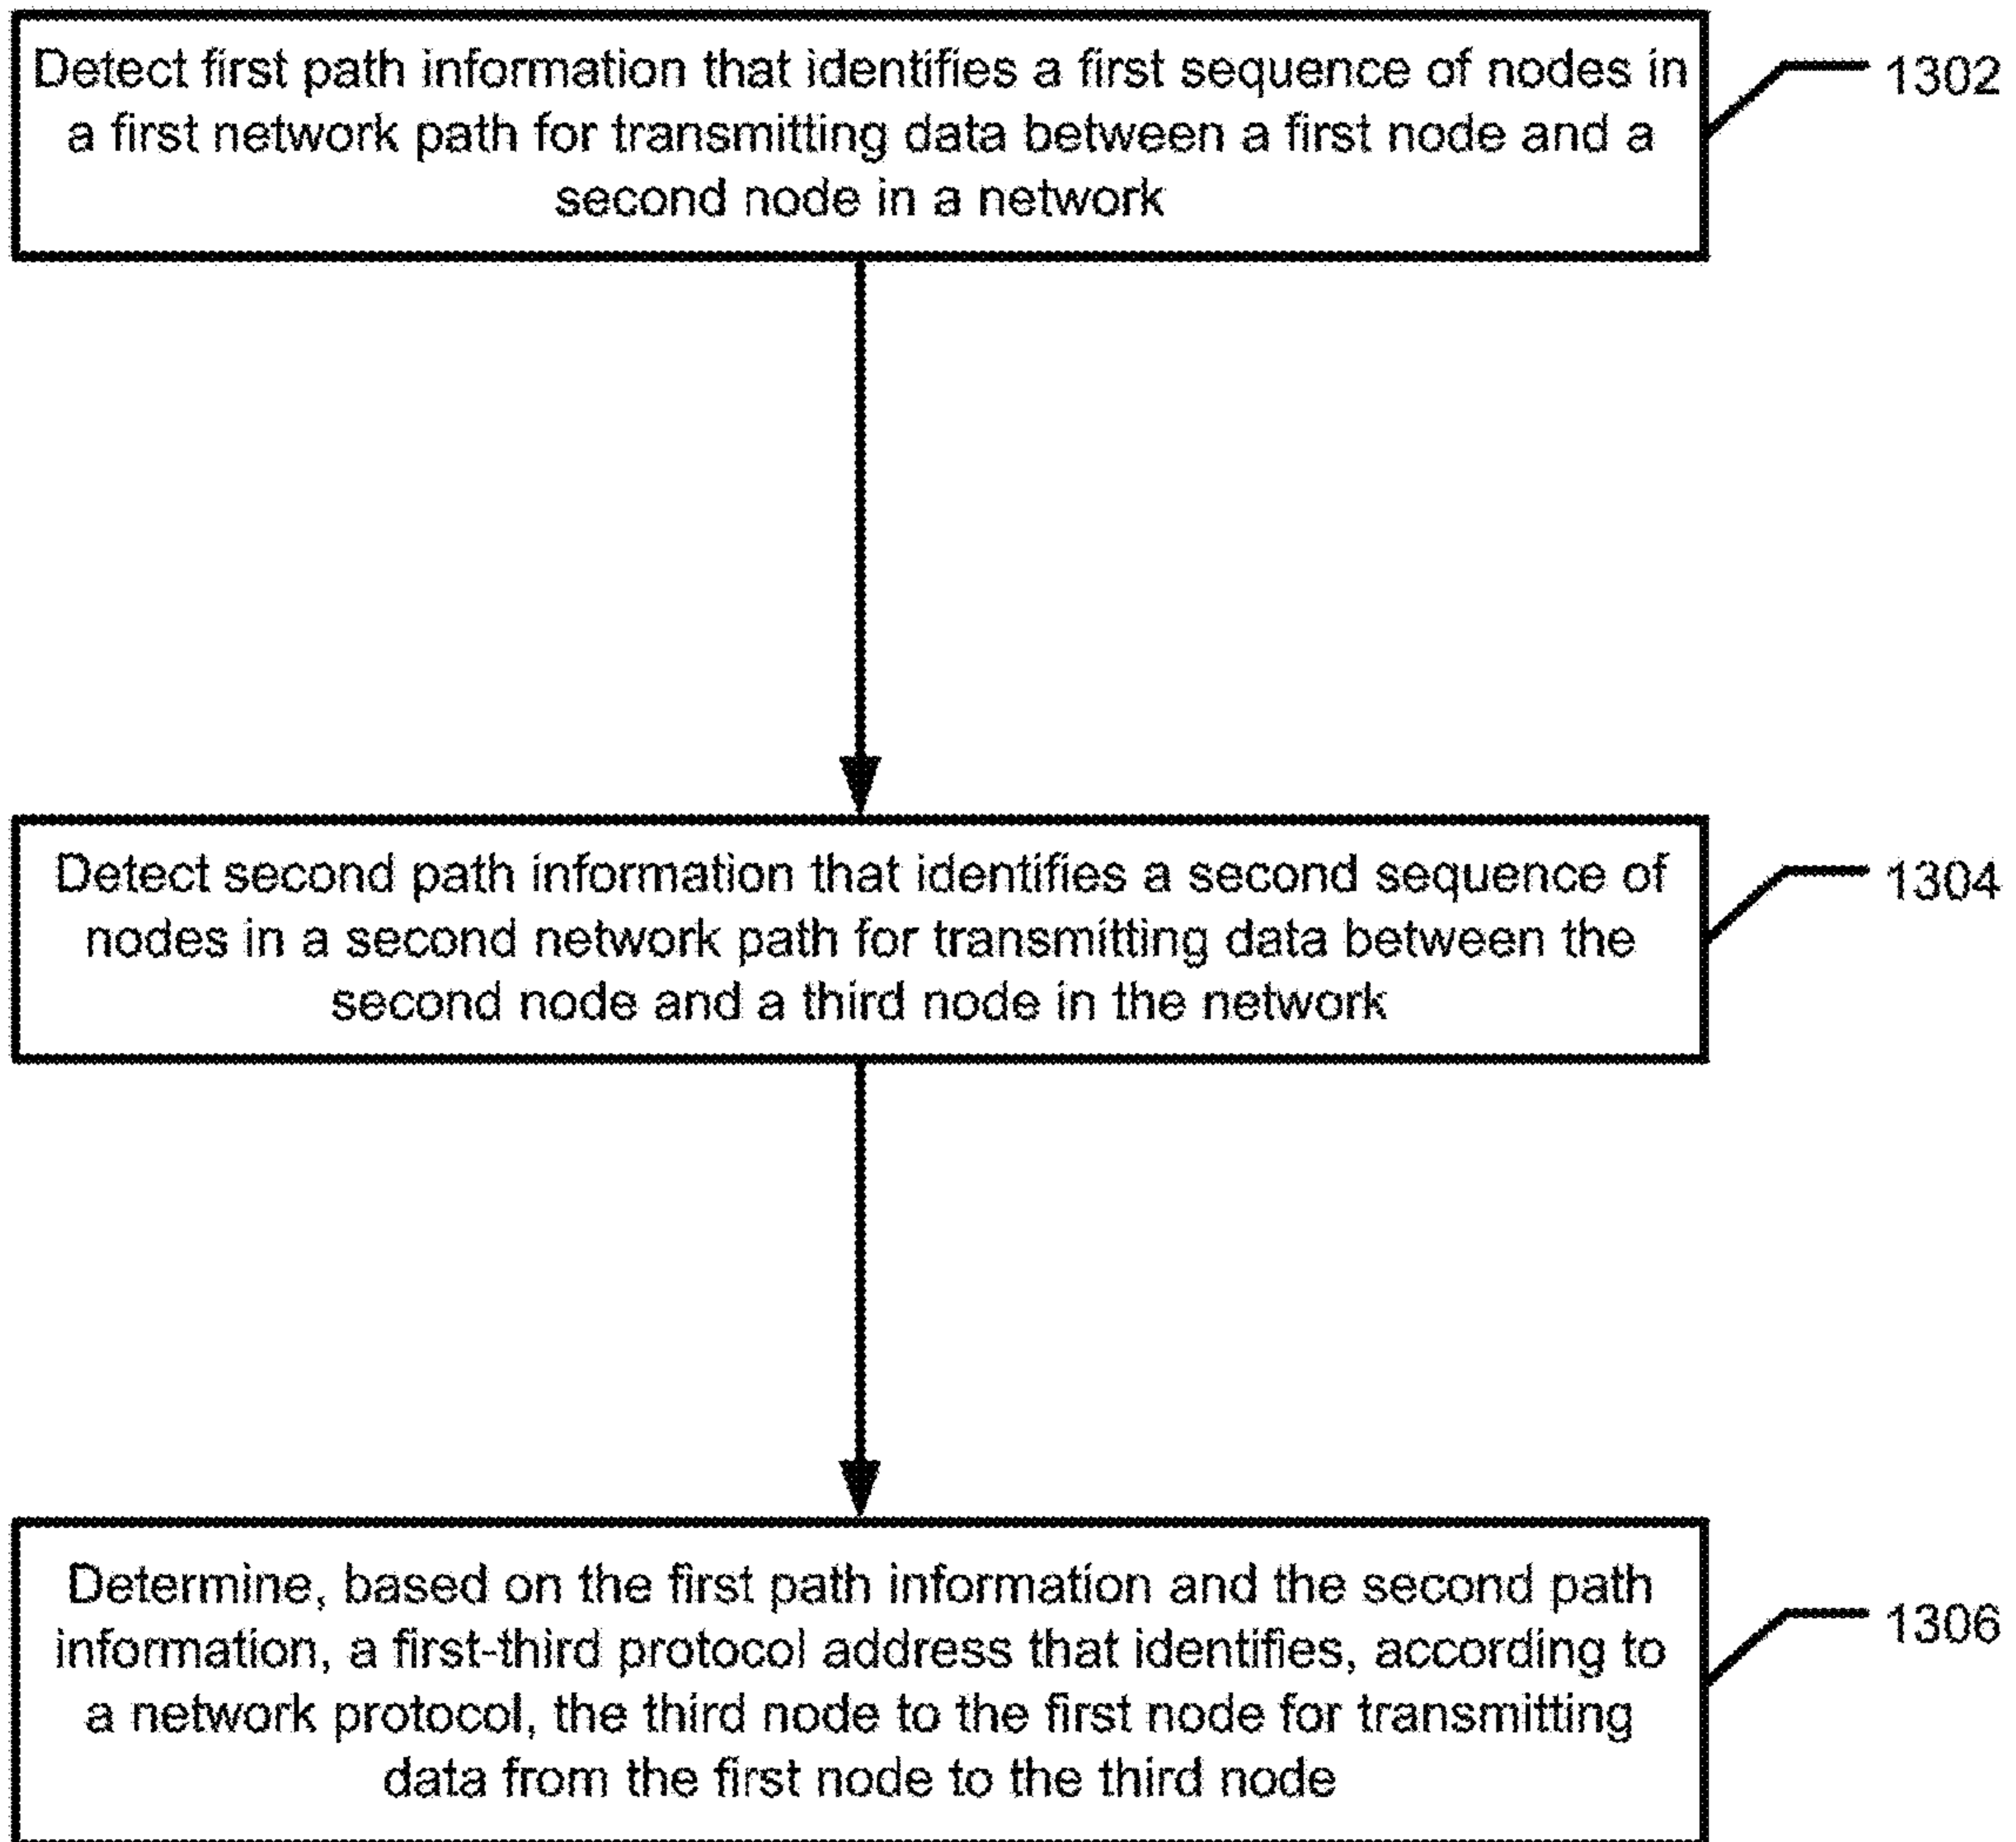 Detect first path information that identifies a first sequence of nodes in
a first network path for transmitting data between a first node and a
second node in a network
1302
Detect second path information that identifies a second sequence of
nodes in a second network path for transmitting data between the
second node and a third node in the network
1304
Determine, based on the first path information and the second path
information, a first-third protocol address that identifies, according to
a network protocol, the third node to the first node for transmitting
data from the first node to the third node
1306